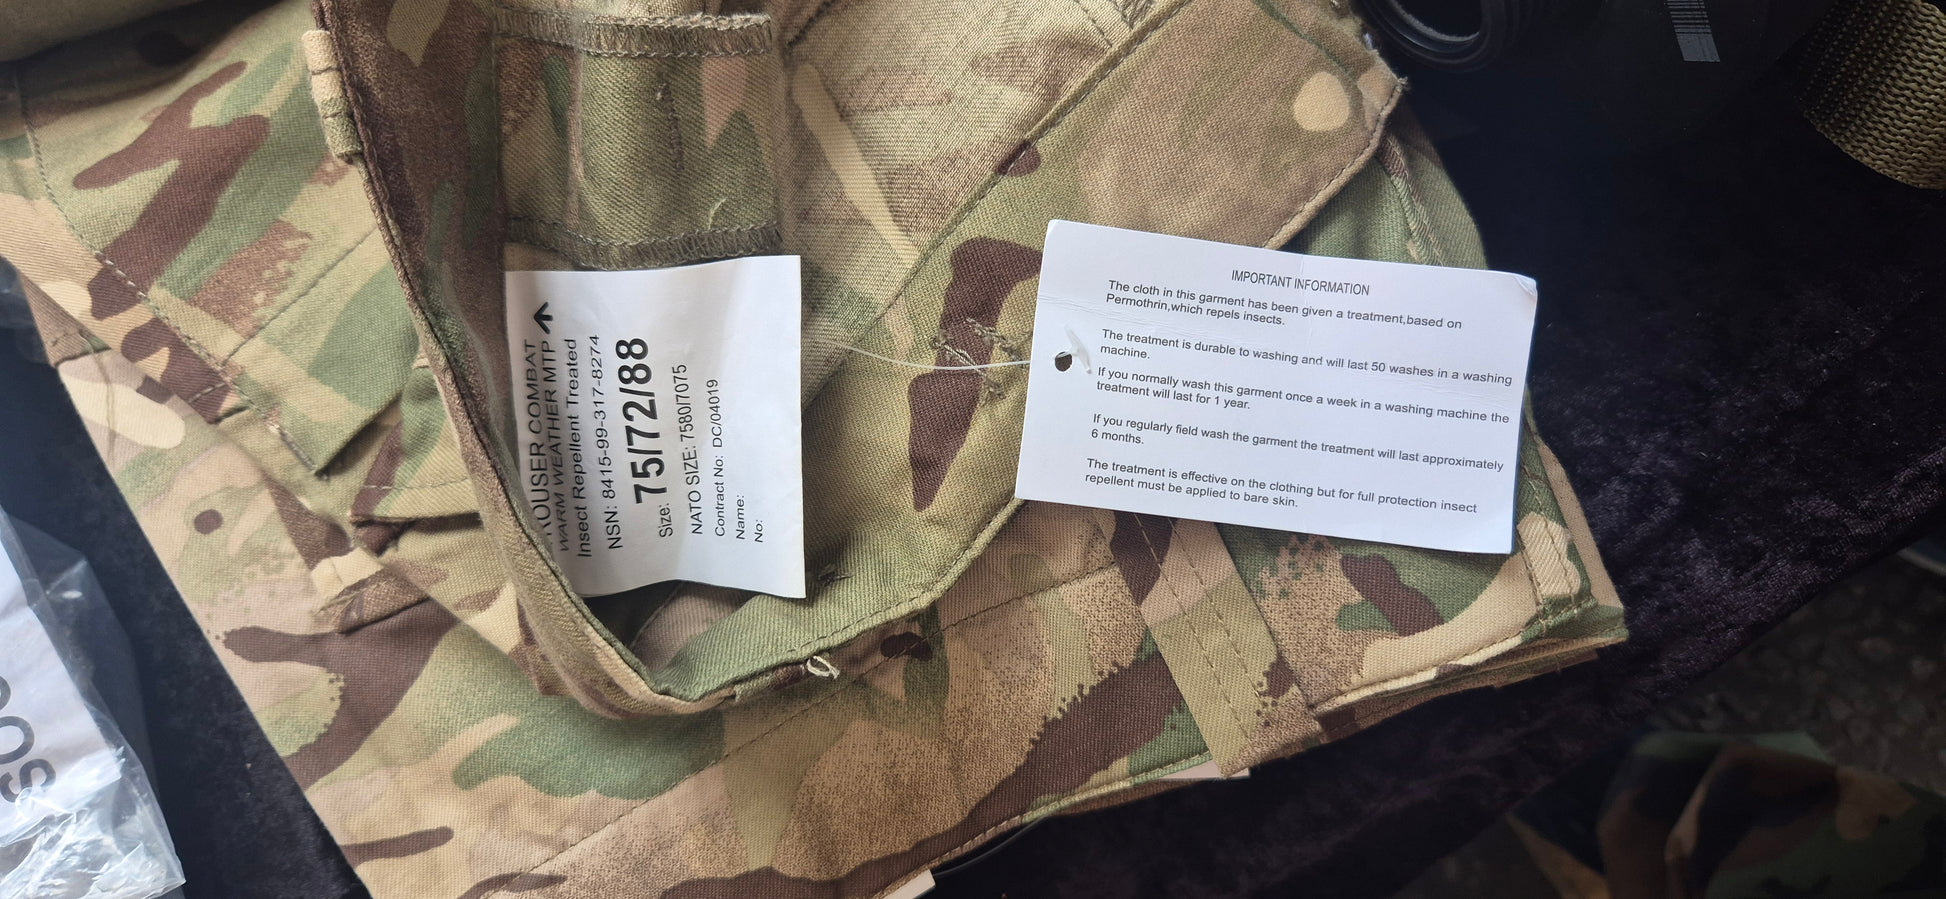 WARM WEATHER MTP
Insect Repellent Treated
NSN: 8415-99-317-8274
Size: 75/72/88
NATO SIZE: 7580/7075
Contract No: DC/04019
Name:
No:
IMPORTANT INFORMATION
The cloth in this garment has been given a treatment,based on
Permothrin,which repels insects.
The treatment is durable to washing and will last 50 washes in a washing
machine.
If you normally wash this garment once a week in a washing machine the
treatment will last for 1 year.
If you regularly field wash the garment the treatment will last approximately
6 months.
The treatment is effective on the clothing but for full protection insect
repellent must be applied to bare skin.